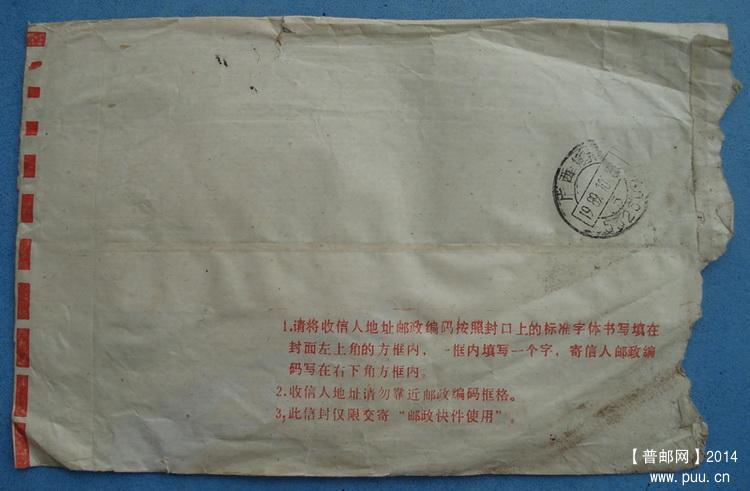 广西
1989.10.
1.请将收信人地址邮政编码按照封口上的标准字体书写填在
封面左上角的方框内，一框内填写一个字，寄信人邮政编
码写在右下角方框内。
2.收信人地址请勿靠近邮政编码框格。
3.此信封仅限交寄“邮政快件使用”。
【普邮网】2014
www.puu.cn